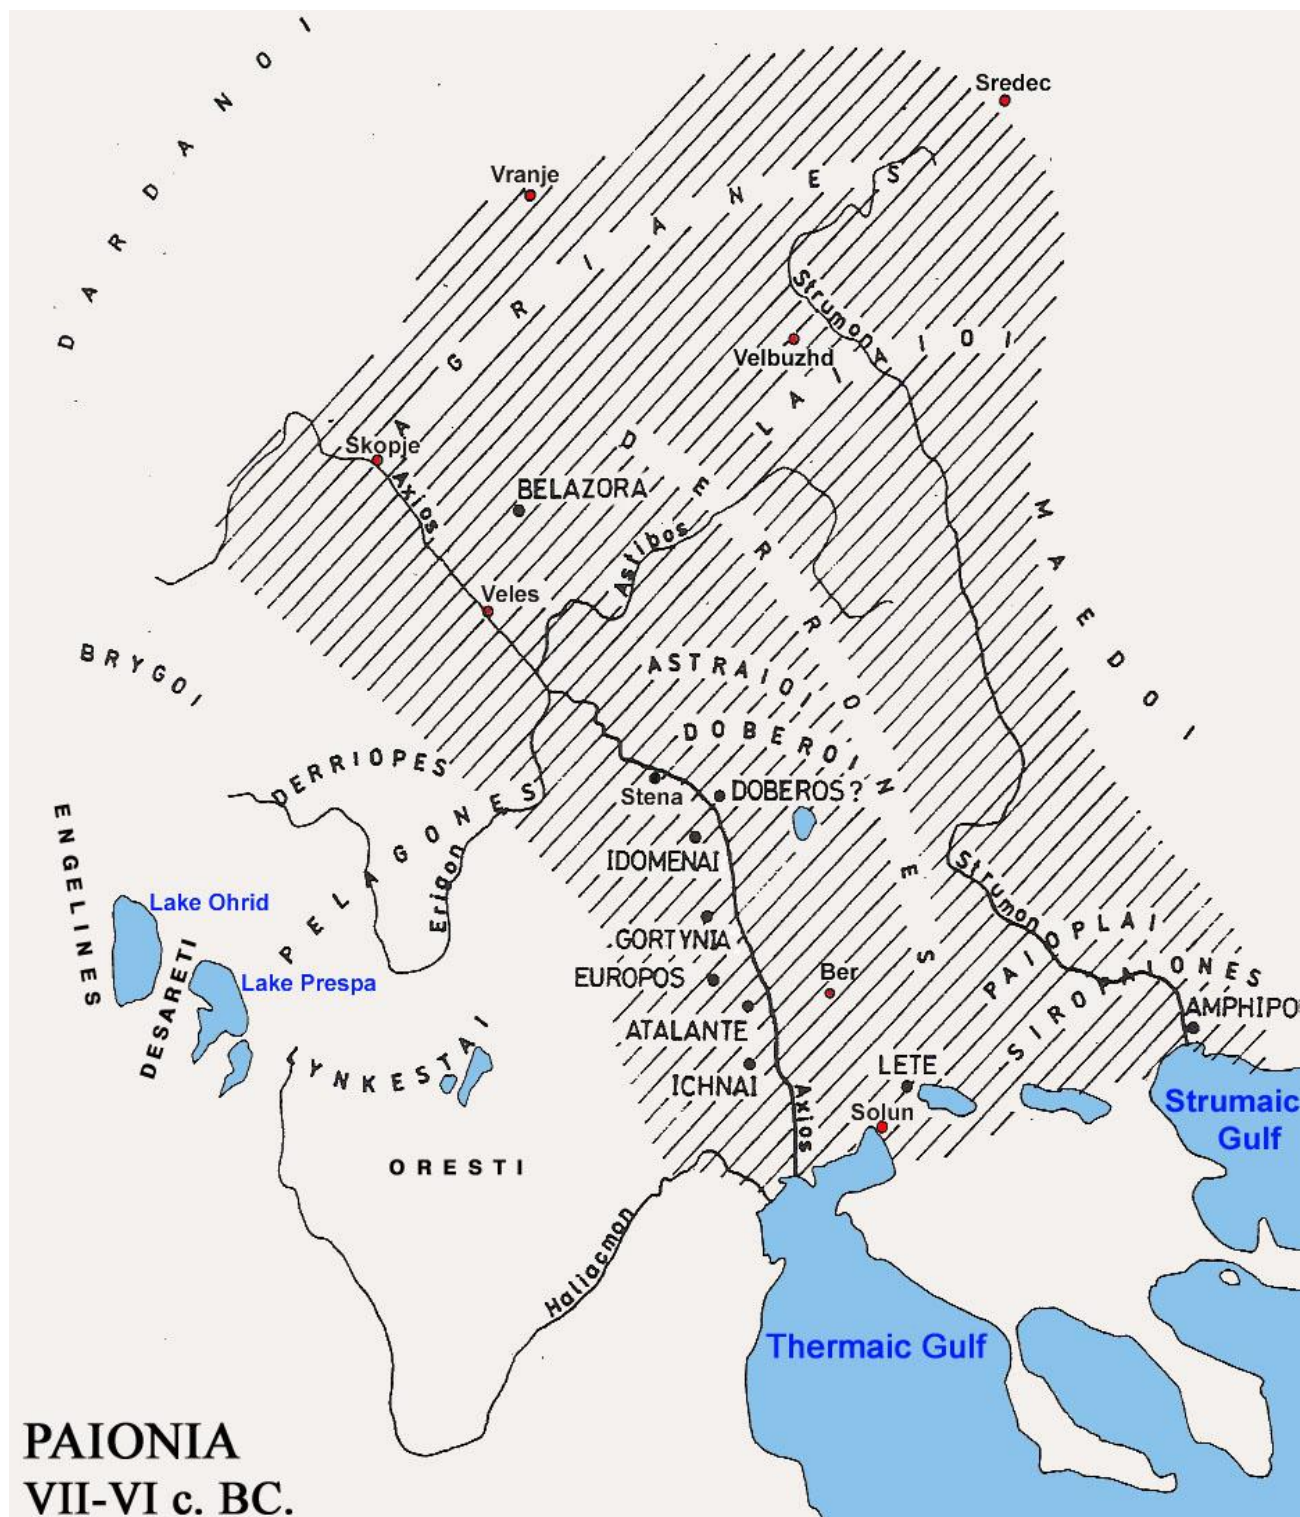 DARDANOI
Sredec
Vranje
AGRIANES
Strumon
LAIAIOI
Velbuzhd
Skopje
Axios
DERRONES
BELAZORA
MAEDOI
Astibos
Veles
BRYGOI
ASTRAIOI
DOBEROI
DERRIOPES
Stena
DOBEROS ?
PELAGONES
ENGELINES
IDOMENAI
Erigon
Strumon
Lake Ohrid
GORTYNIA
PAIOPLAI
DESARETI
EUROPOS
Ber
SIROPAIONES
Lake Prespa
ATALANTE
AMPHIPO
YNKESTAI
ICHNAI
LETE
Axios
Solun
Strumaic
Gulf
ORESTI
Haliacmon
Thermaic Gulf
PAIONIA
VII-VI c. BC.